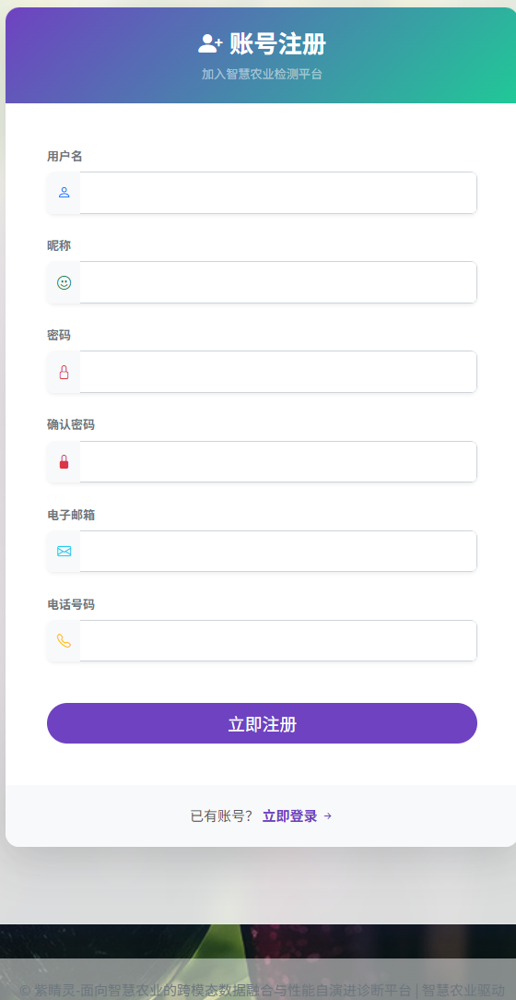 账号注册
加入智慧农业检测平台
用户名
昵称
密码
确认密码
电子邮箱
电话号码
立即注册
已有账号？ 立即登录 →
© 紫睛灵-面向智慧农业的跨模态数据融合与性能自演进诊断平台 | 智慧农业驱动